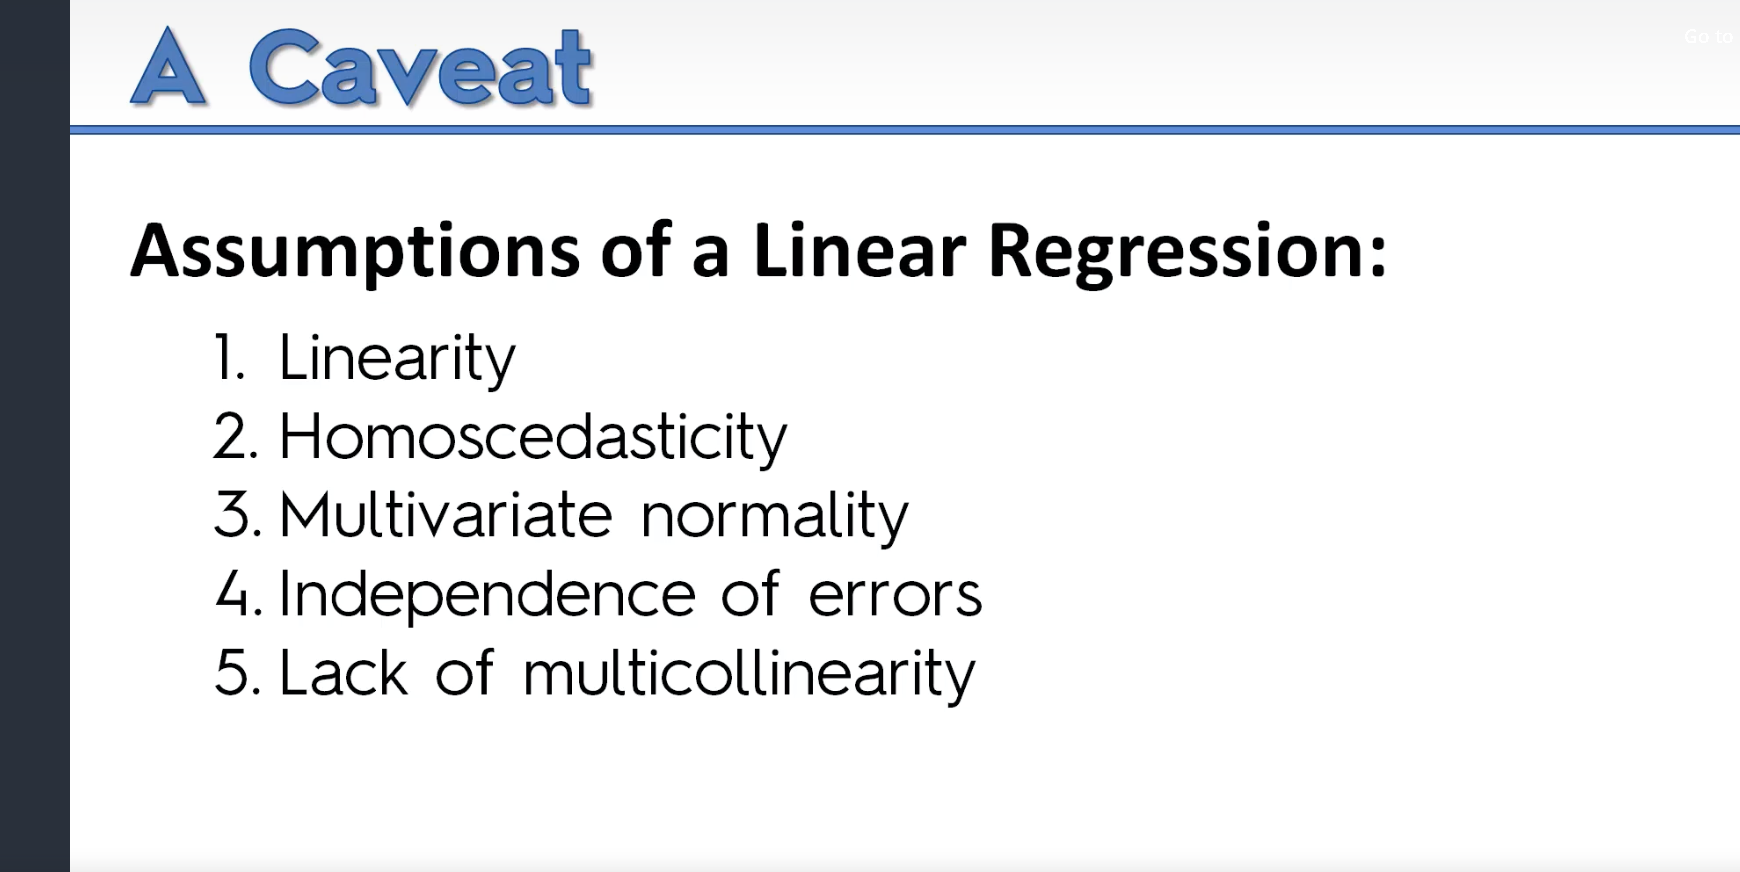 A Caveat
Go to
Assumptions of a Linear Regression:
1. Linearity
2. Homoscedasticity
3. Multivariate normality
4. Independence of errors
5. Lack of multicollinearity